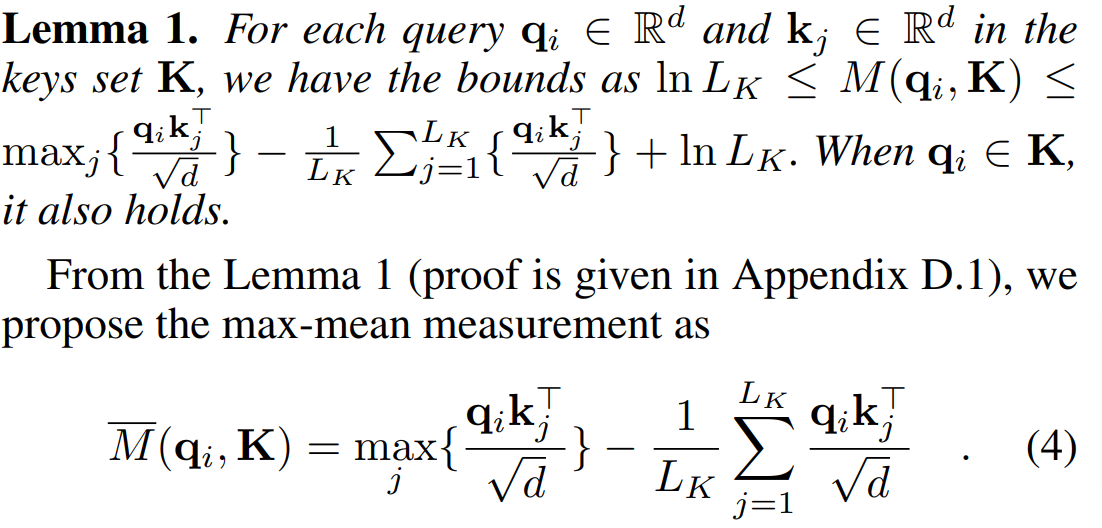 Lemma 1. For each query $\mathbf{q}_i \in \mathbb{R}^d$ and $\mathbf{k}_j \in \mathbb{R}^d$ in the
keys set $\mathbf{K}$, we have the bounds as $\ln L_K \leq M(\mathbf{q}_i, \mathbf{K}) \leq$
$\max_j\{\frac{\mathbf{q}_i\mathbf{k}_j^\top}{\sqrt{d}}\} - \frac{1}{L_K}\sum_{j=1}^{L_K}\{\frac{\mathbf{q}_i\mathbf{k}_j^\top}{\sqrt{d}}\} + \ln L_K$. When $\mathbf{q}_i \in \mathbf{K}$,
it also holds.
From the Lemma 1 (proof is given in Appendix D.1), we
propose the max-mean measurement as
$\overline{M}(\mathbf{q}_i, \mathbf{K}) = \max_j\{\frac{\mathbf{q}_i\mathbf{k}_j^\top}{\sqrt{d}}\} - \frac{1}{L_K}\sum_{j=1}^{L_K}\frac{\mathbf{q}_i\mathbf{k}_j^\top}{\sqrt{d}}$ . (4)